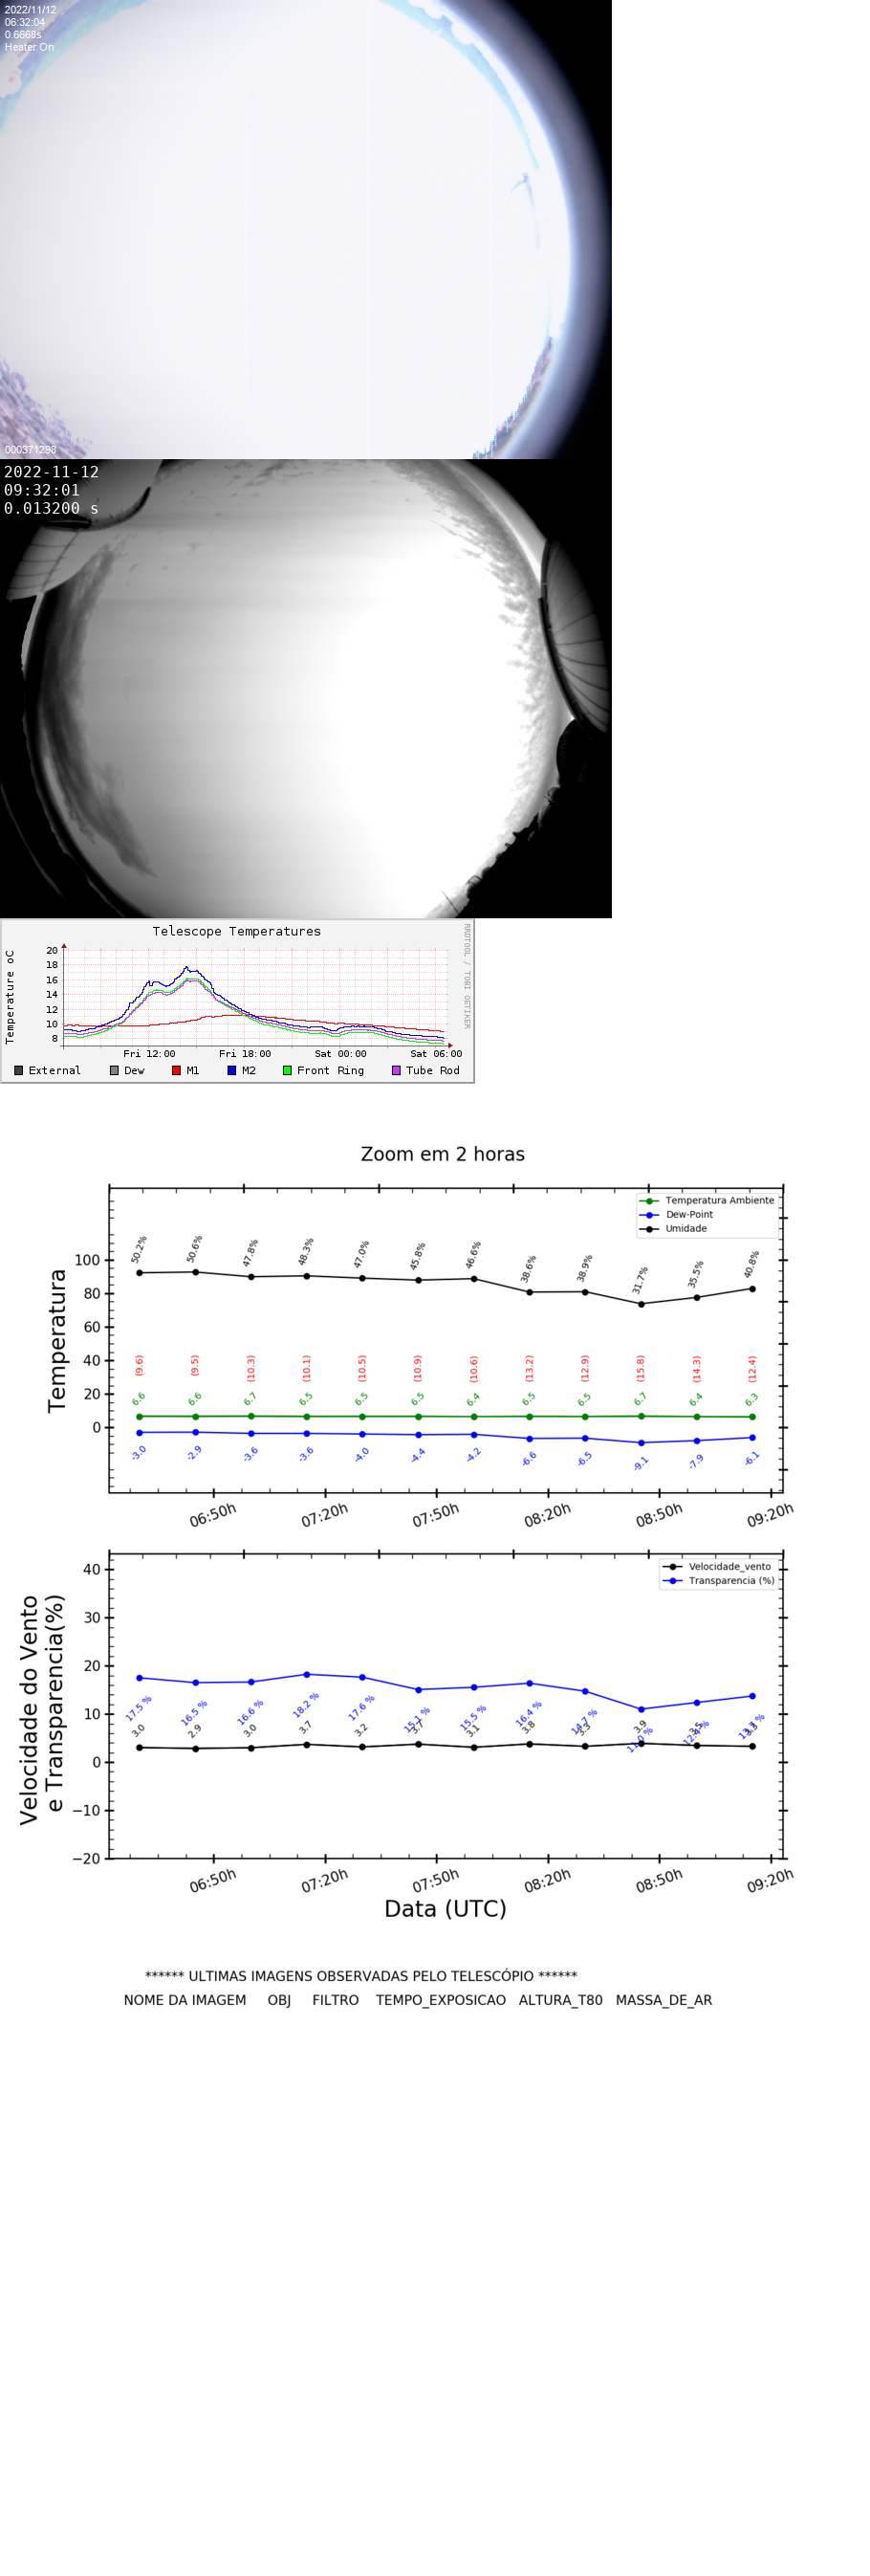 2022/11/12
06:32:04
0.6668s
Heater On
000371298
2022-11-12
09:32:01
0.013200 s
Telescope Temperatures
RRDTOOL / TOBI OETIKER
Temperature oC
20
18
16
14
12
10
8
Fri 12:00 Fri 18:00 Sat 00:00 Sat 06:00
External Dew M1 M2 Front Ring Tube Rod
Zoom em 2 horas
Temperatura Ambiente
Dew-Point
Umidade
Temperatura
100
80
60
40
20
0
50.2% 50.6% 47.8% 48.3% 47.0% 45.8% 46.6% 38.6% 38.9% 31.7% 35.5% 40.8%
(9.6) (9.5) (10.3) (10.1) (10.5) (10.9) (10.6) (13.2) (12.9) (15.8) (14.3) (12.4)
6.6 6.6 6.7 6.5 6.5 6.5 6.4 6.5 6.5 6.7 6.4 6.3
-3.0 -2.9 -3.6 -3.6 -4.0 -4.4 -4.2 -6.6 -6.5 -9.1 -7.9 -6.1
06:50h 07:20h 07:50h 08:20h 08:50h 09:20h
Velocidade_vento
Transparencia (%)
Velocidade do Vento
e Transparencia(%)
40
30
20
10
0
−10
−20
17.5 % 16.5 % 16.6 % 18.2 % 17.6 % 15.1 % 15.5 % 16.4 % 14.7 %
3.0 2.9 3.0 3.7 3.2 3.7 3.1 3.8 3.9
06:50h 07:20h 07:50h 08:20h 08:50h 09:20h
Data (UTC)
****** ULTIMAS IMAGENS OBSERVADAS PELO TELESCÓPIO ******
NOME DA IMAGEM OBJ FILTRO TEMPO_EXPOSICAO ALTURA_T80 MASSA_DE_AR